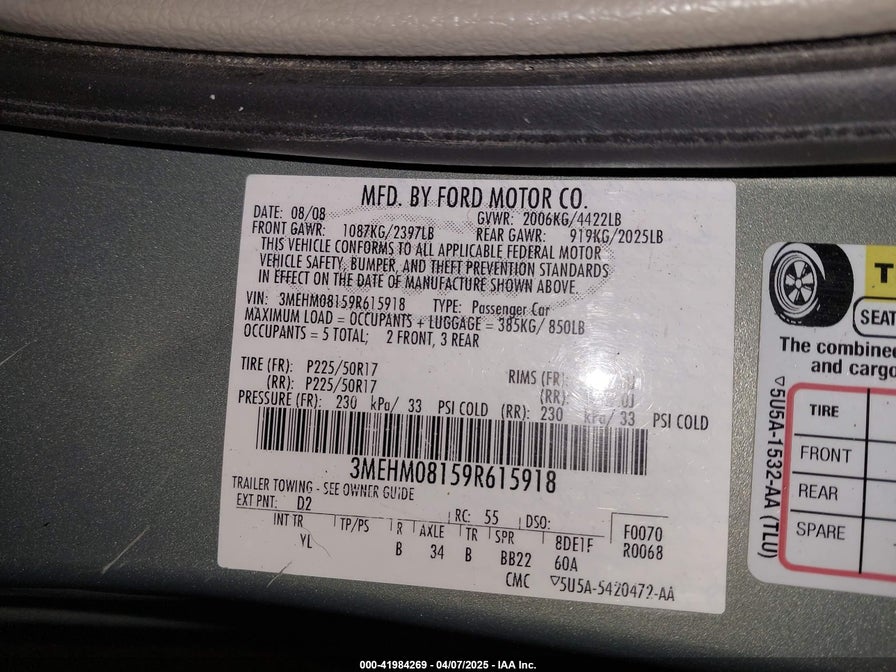 MFD. BY FORD MOTOR CO.
DATE: 08/08 GVWR: 2006KG/4422LB
FRONT GAWR: 1087KG/2397LB REAR GAWR: 919KG/2025LB
THIS VEHICLE CONFORMS TO ALL APPLICABLE FEDERAL MOTOR
VEHICLE SAFETY, BUMPER, AND THEFT PREVENTION STANDARDS
IN EFFECT ON THE DATE OF MANUFACTURE SHOWN ABOVE.
VIN: 3MEHM08159R615918 TYPE: Passenger Car
MAXIMUM LOAD = OCCUPANTS + LUGGAGE = 385KG/ 850LB
OCCUPANTS = 5 TOTAL; 2 FRONT, 3 REAR
TIRE (FR): P225/50R17 RIMS (FR):
(RR): P225/50R17 (RR):
PRESSURE (FR): 230 kPa/ 33 PSI COLD (RR): 230 kPa/ 33 PSI COLD
3MEHM08159R615918
TRAILER TOWING - SEE OWNER GUIDE
EXT PNT: D2 RC: 55 DSO: F0070
INT TR TP/PS R AXLE TR SPR 8DE1F R0068
YL B 34 B BB22 60A
CMC ▽5U5A-5420472-AA
T
SEAT
The combine
and cargo
TIRE
FRONT
REAR
SPARE
▽5U5A-1532-AA (TLU)
000-41984269 - 04/07/2025 - IAA Inc.